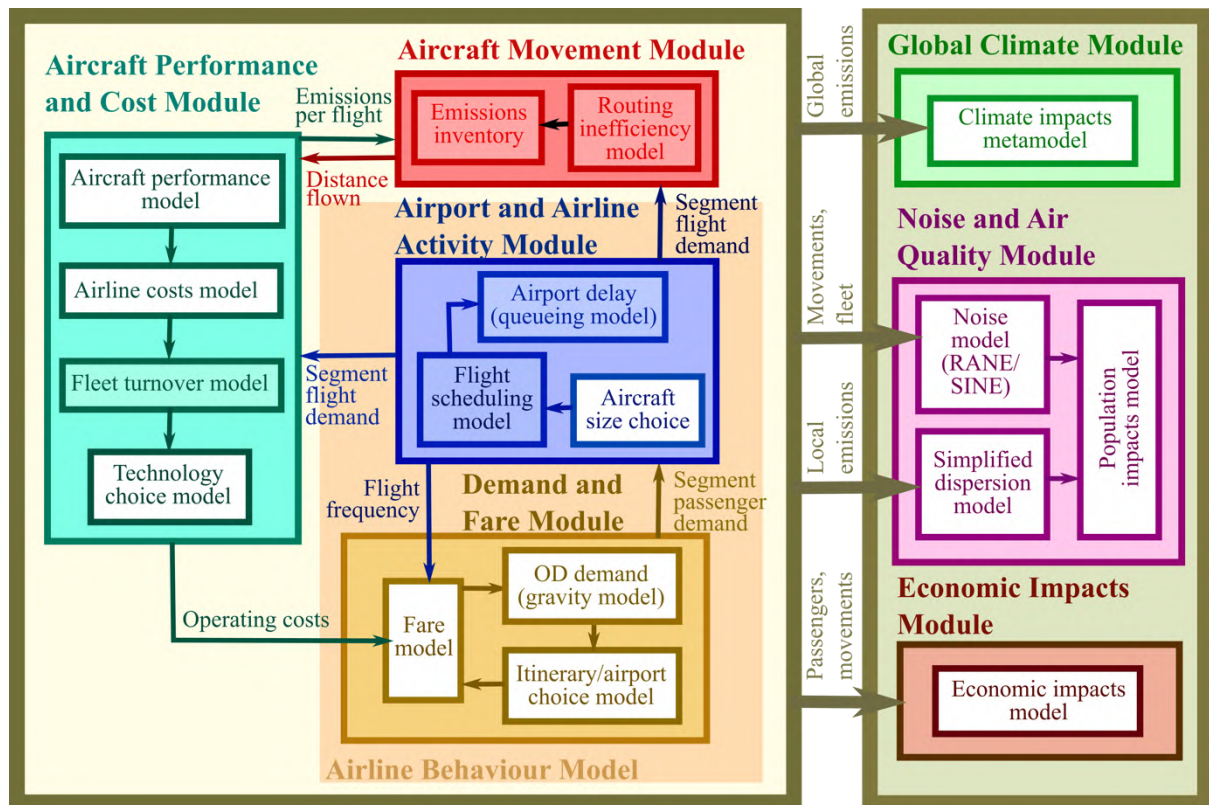 Aircraft Performance
and Cost Module
Emissions
per flight
Distance
flown
Aircraft performance
model
Airline costs model
Fleet turnover model
Technology
choice model
Operating costs
Aircraft Movement Module
Emissions
inventory
Routing
inefficiency
model
Airport and Airline
Activity Module
Segment
flight
demand
Airport delay
(queueing model)
Flight
scheduling
model
Aircraft
size choice
Segment
flight
demand
Flight
frequency
Demand and
Fare Module
Segment
passenger
demand
Fare
model
OD demand
(gravity model)
Itinerary/airport
choice model
Airline Behaviour Model
Global
emissions
Movements,
fleet
Local
emissions
Passengers,
movements
Global Climate Module
Climate impacts
metamodel
Noise and Air
Quality Module
Noise
model
(RANE/
SINE)
Simplified
dispersion
model
Population
impacts model
Economic Impacts
Module
Economic impacts
model